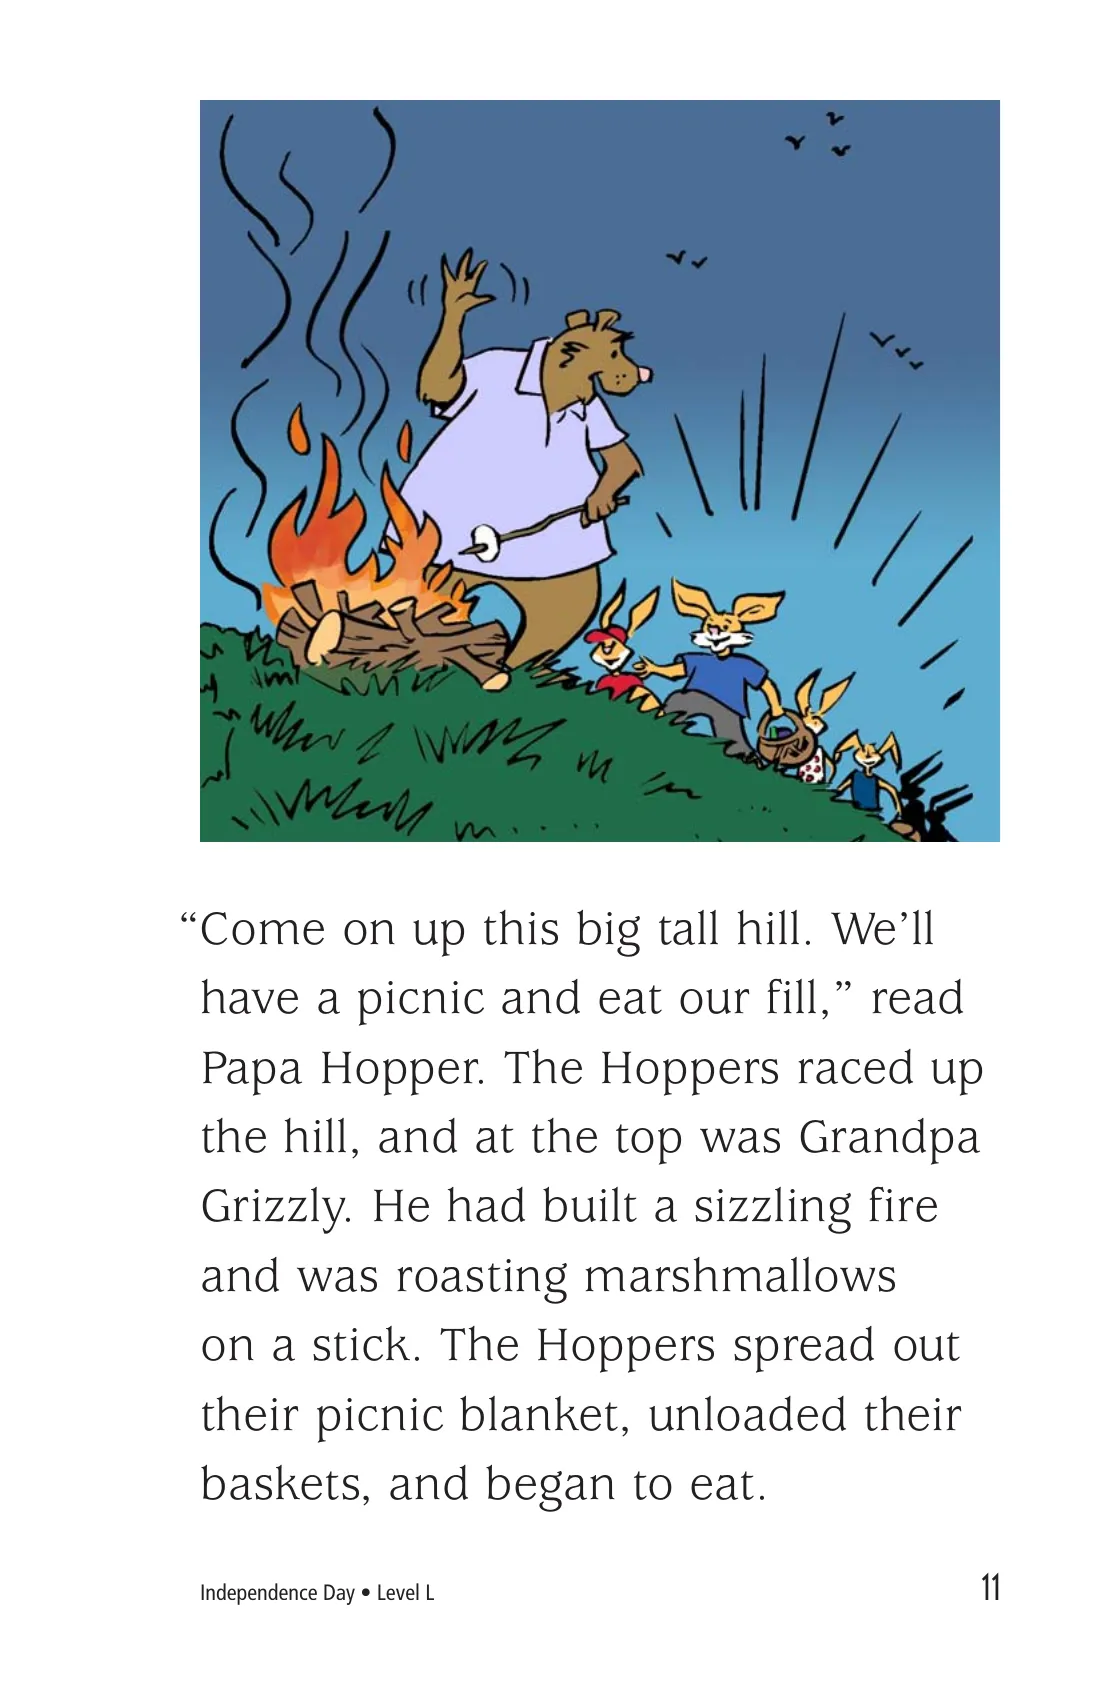 “Come on up this big tall hill. We’ll
have a picnic and eat our fill,” read
Papa Hopper. The Hoppers raced up
the hill, and at the top was Grandpa
Grizzly. He had built a sizzling fire
and was roasting marshmallows
on a stick. The Hoppers spread out
their picnic blanket, unloaded their
baskets, and began to eat.
Independence Day • Level L
11